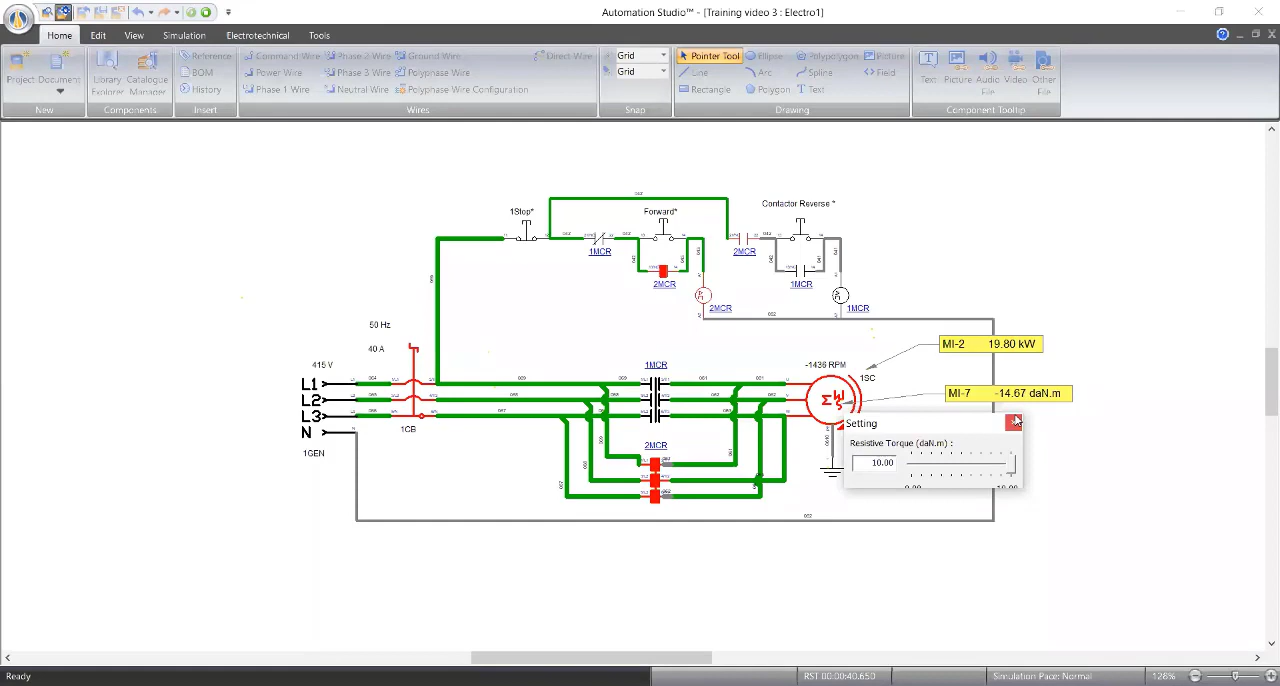 Automation Studio™ - [Training video 3 : Electro1]
Home Edit View Simulation Electrotechnical Tools
Project Document
New
Library Explorer
Catalogue Manager
Components
Reference
BOM
History
Insert
Command Wire Phase 2 Wire Ground Wire Direct Wire
Power Wire Phase 3 Wire Polyphase Wire
Phase 1 Wire Neutral Wire Polyphase Wire Configuration
Wires
Grid
Grid
Snap
Pointer Tool Ellipse Polypolygon Picture
Line Arc Spline Field
Rectangle Polygon Text
Drawing
Text Picture Audio File Video Other File
Component Tooltip
1Stop*
Forward*
Contactor Reverse *
1MCR
2MCR
2MCR
1MCR
2MCR
1MCR
50 Hz
40 A
415 V
L1
L2
L3
N
1GEN
1CB
1MCR
2MCR
-1436 RPM
1SC
MI-2 19.80 kW
MI-7 -14.67 daN.m
Setting
Resistive Torque (daN.m) :
10.00
Ready
RST 00:00:40.650
Simulation Pace: Normal
128%